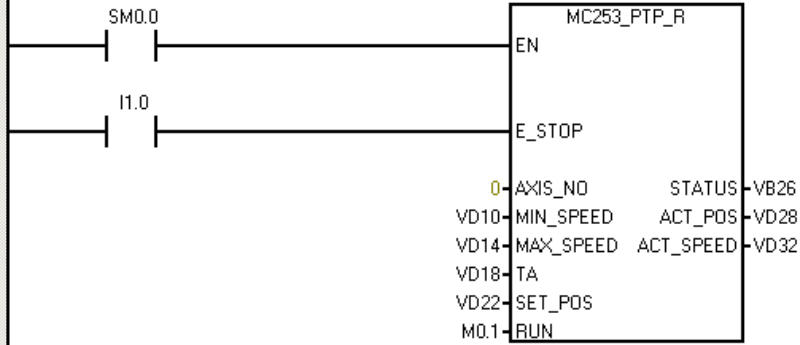 SM0.0
MC253_PTP_R
EN
I1.0
E_STOP
0 AXIS_NO STATUS VB26
VD10 MIN_SPEED ACT_POS VD28
VD14 MAX_SPEED ACT_SPEED VD32
VD18 TA
VD22 SET_POS
M0.1 RUN